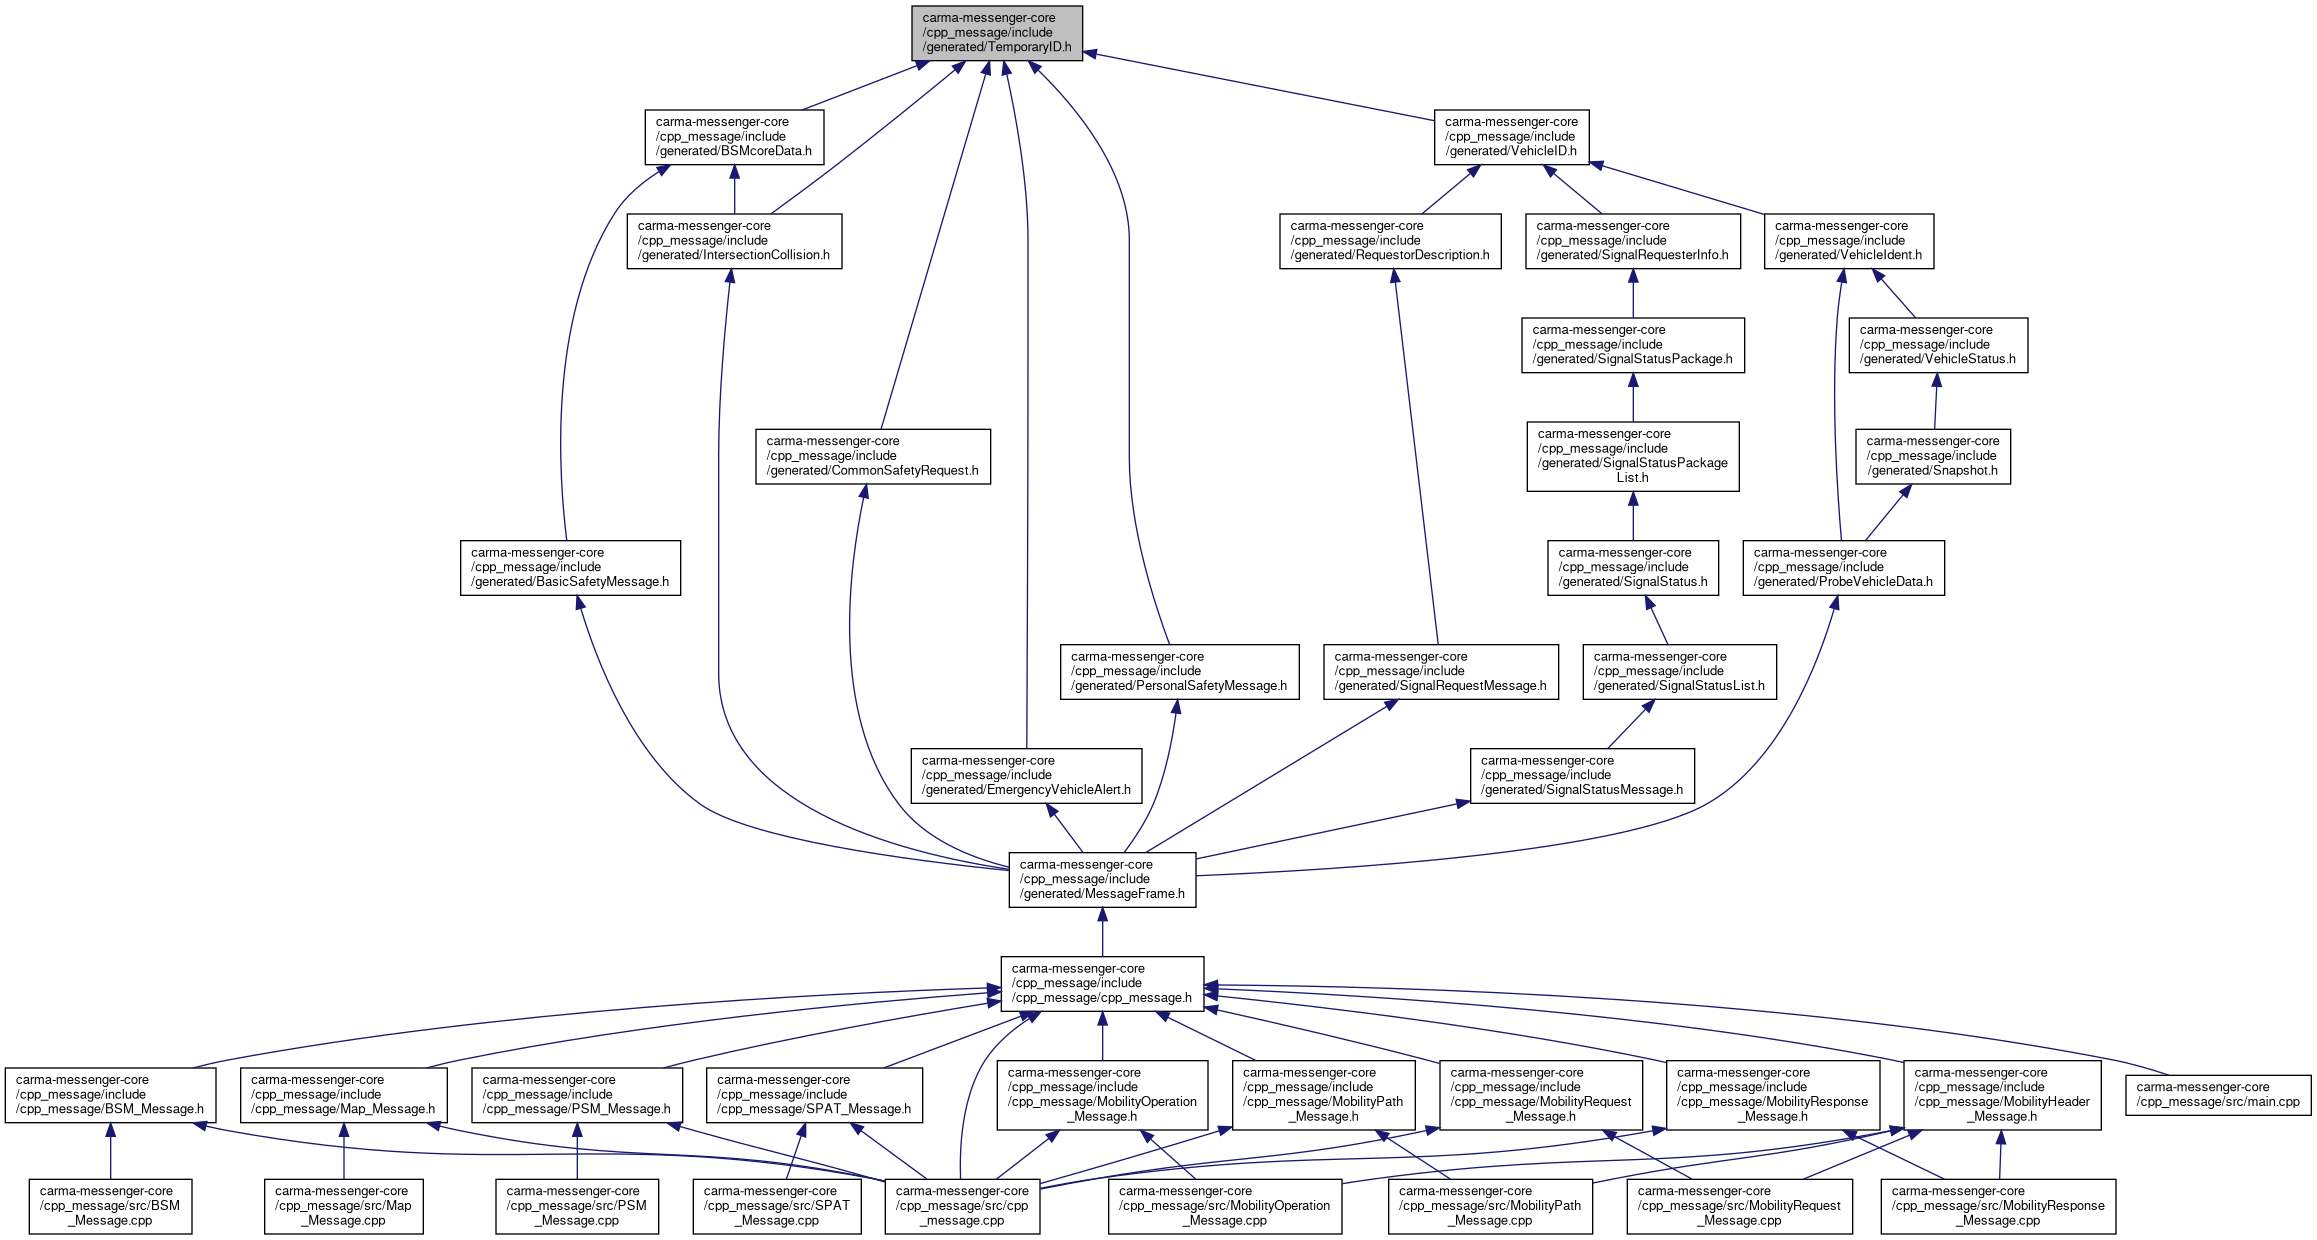 carma-messenger-core
/cpp_message/include
/generated/TemporaryID.h
carma-messenger-core
/cpp_message/include
/generated/BSMcoreData.h
carma-messenger-core
/cpp_message/include
/generated/VehicleID.h
carma-messenger-core
/cpp_message/include
/generated/IntersectionCollision.h
carma-messenger-core
/cpp_message/include
/generated/RequestorDescription.h
carma-messenger-core
/cpp_message/include
/generated/SignalRequesterInfo.h
carma-messenger-core
/cpp_message/include
/generated/VehicleIdent.h
carma-messenger-core
/cpp_message/include
/generated/SignalStatusPackage.h
carma-messenger-core
/cpp_message/include
/generated/VehicleStatus.h
carma-messenger-core
/cpp_message/include
/generated/CommonSafetyRequest.h
carma-messenger-core
/cpp_message/include
/generated/SignalStatusPackage
List.h
carma-messenger-core
/cpp_message/include
/generated/Snapshot.h
carma-messenger-core
/cpp_message/include
/generated/BasicSafetyMessage.h
carma-messenger-core
/cpp_message/include
/generated/SignalStatus.h
carma-messenger-core
/cpp_message/include
/generated/ProbeVehicleData.h
carma-messenger-core
/cpp_message/include
/generated/PersonalSafetyMessage.h
carma-messenger-core
/cpp_message/include
/generated/SignalRequestMessage.h
carma-messenger-core
/cpp_message/include
/generated/SignalStatusList.h
carma-messenger-core
/cpp_message/include
/generated/EmergencyVehicleAlert.h
carma-messenger-core
/cpp_message/include
/generated/SignalStatusMessage.h
carma-messenger-core
/cpp_message/include
/generated/MessageFrame.h
carma-messenger-core
/cpp_message/include
/cpp_message/cpp_message.h
carma-messenger-core
/cpp_message/include
/cpp_message/BSM_Message.h
carma-messenger-core
/cpp_message/include
/cpp_message/Map_Message.h
carma-messenger-core
/cpp_message/include
/cpp_message/PSM_Message.h
carma-messenger-core
/cpp_message/include
/cpp_message/SPAT_Message.h
carma-messenger-core
/cpp_message/include
/cpp_message/MobilityOperation
_Message.h
carma-messenger-core
/cpp_message/include
/cpp_message/MobilityPath
_Message.h
carma-messenger-core
/cpp_message/include
/cpp_message/MobilityRequest
_Message.h
carma-messenger-core
/cpp_message/include
/cpp_message/MobilityResponse
_Message.h
carma-messenger-core
/cpp_message/include
/cpp_message/MobilityHeader
_Message.h
carma-messenger-core
/cpp_message/src/main.cpp
carma-messenger-core
/cpp_message/src/BSM
_Message.cpp
carma-messenger-core
/cpp_message/src/Map
_Message.cpp
carma-messenger-core
/cpp_message/src/PSM
_Message.cpp
carma-messenger-core
/cpp_message/src/SPAT
_Message.cpp
carma-messenger-core
/cpp_message/src/cpp
_message.cpp
carma-messenger-core
/cpp_message/src/MobilityOperation
_Message.cpp
carma-messenger-core
/cpp_message/src/MobilityPath
_Message.cpp
carma-messenger-core
/cpp_message/src/MobilityRequest
_Message.cpp
carma-messenger-core
/cpp_message/src/MobilityResponse
_Message.cpp